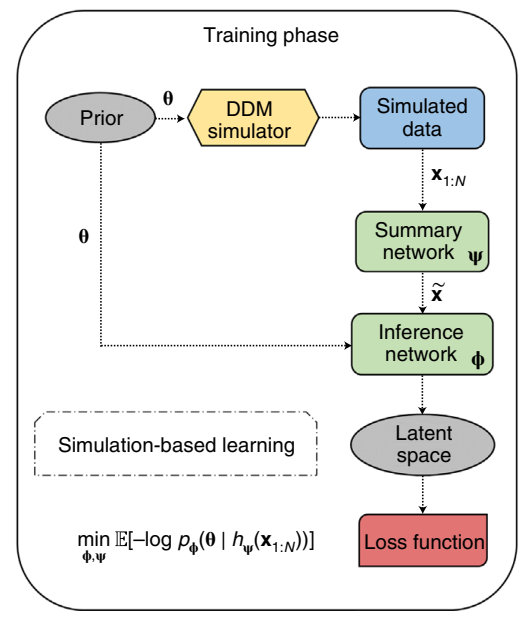 Training phase
θ
Prior
DDM
simulator
Simulated
data
x1:N
Summary
network ψ
θ
x̃
Inference
network ϕ
Latent
space
Simulation-based learning
min 𝔼[–log pϕ(θ | hψ(x1:N))]
ϕ,ψ
Loss function